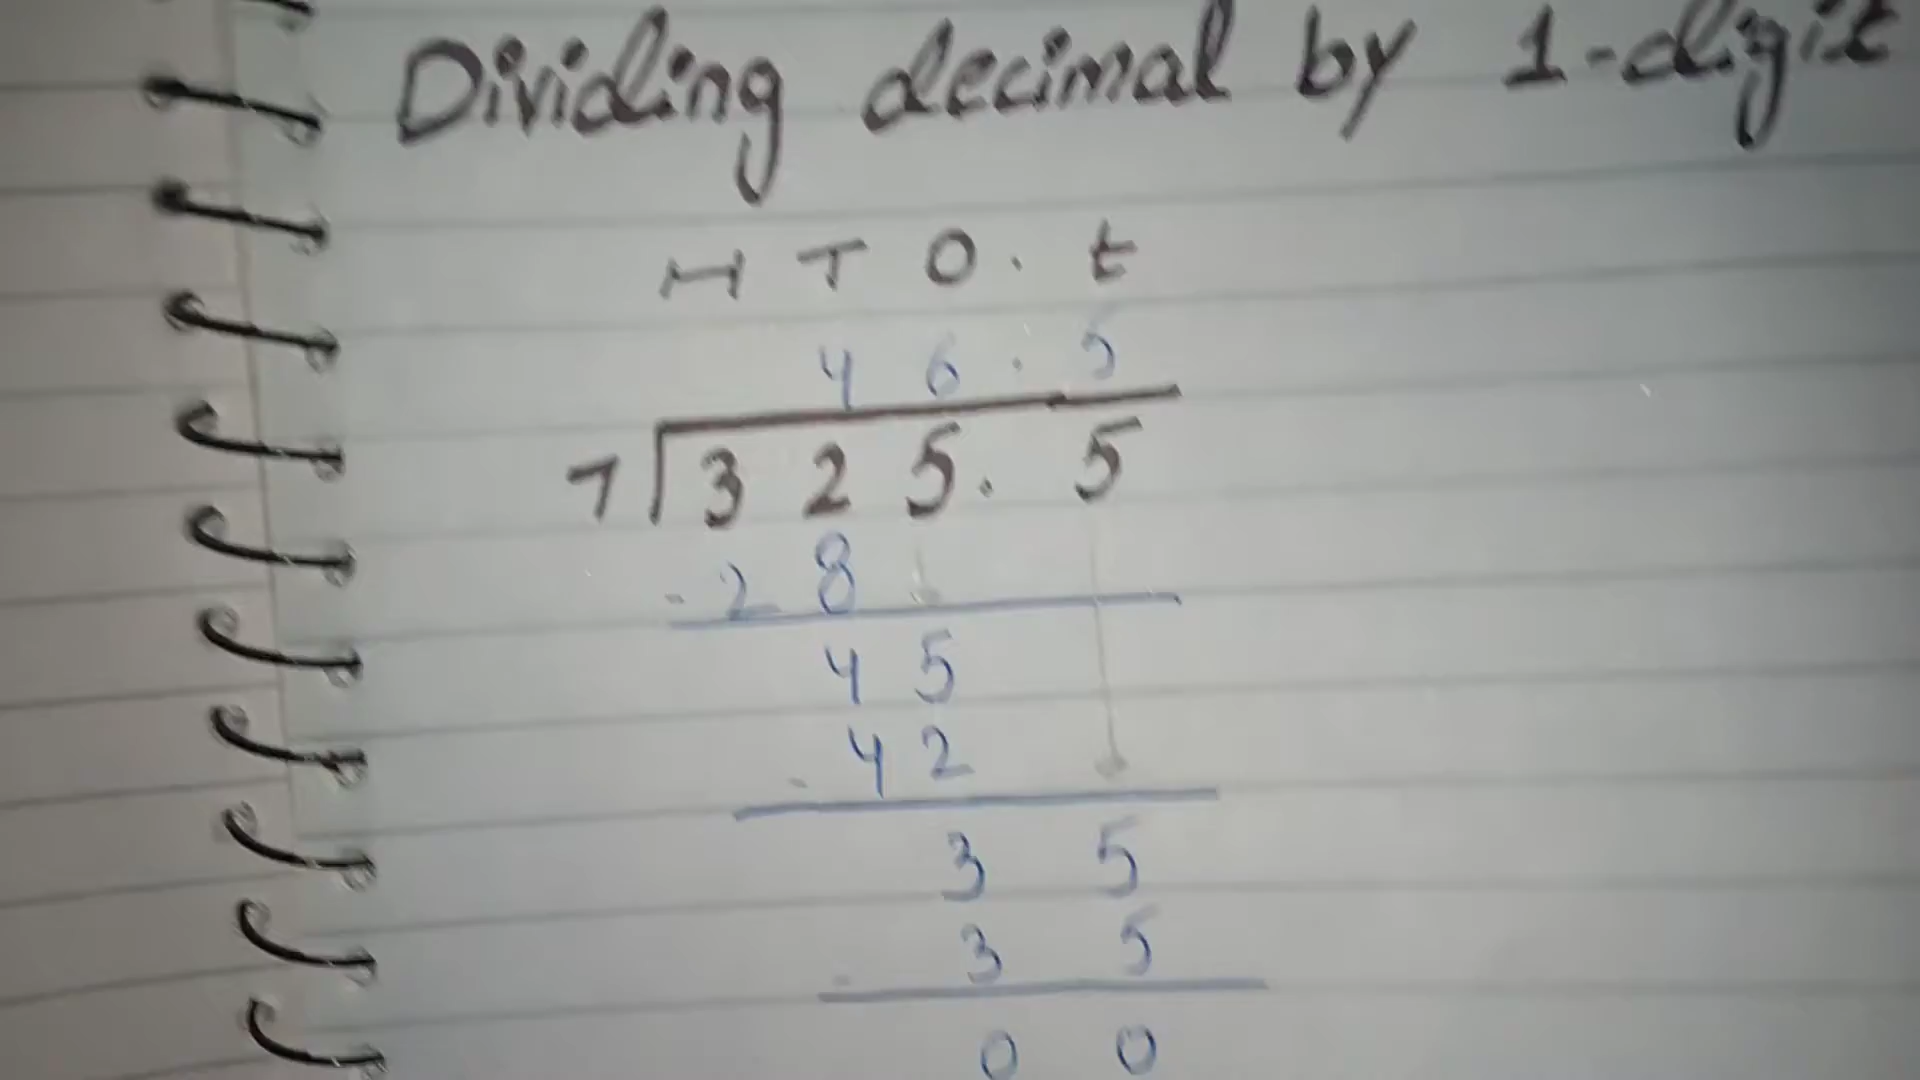 Dividing decimal by 1-digit
H T O . t
4 6 . 5
7 3 2 5 . 5
- 2 8
4 5
- 4 2
3 5
- 3 5
0 0